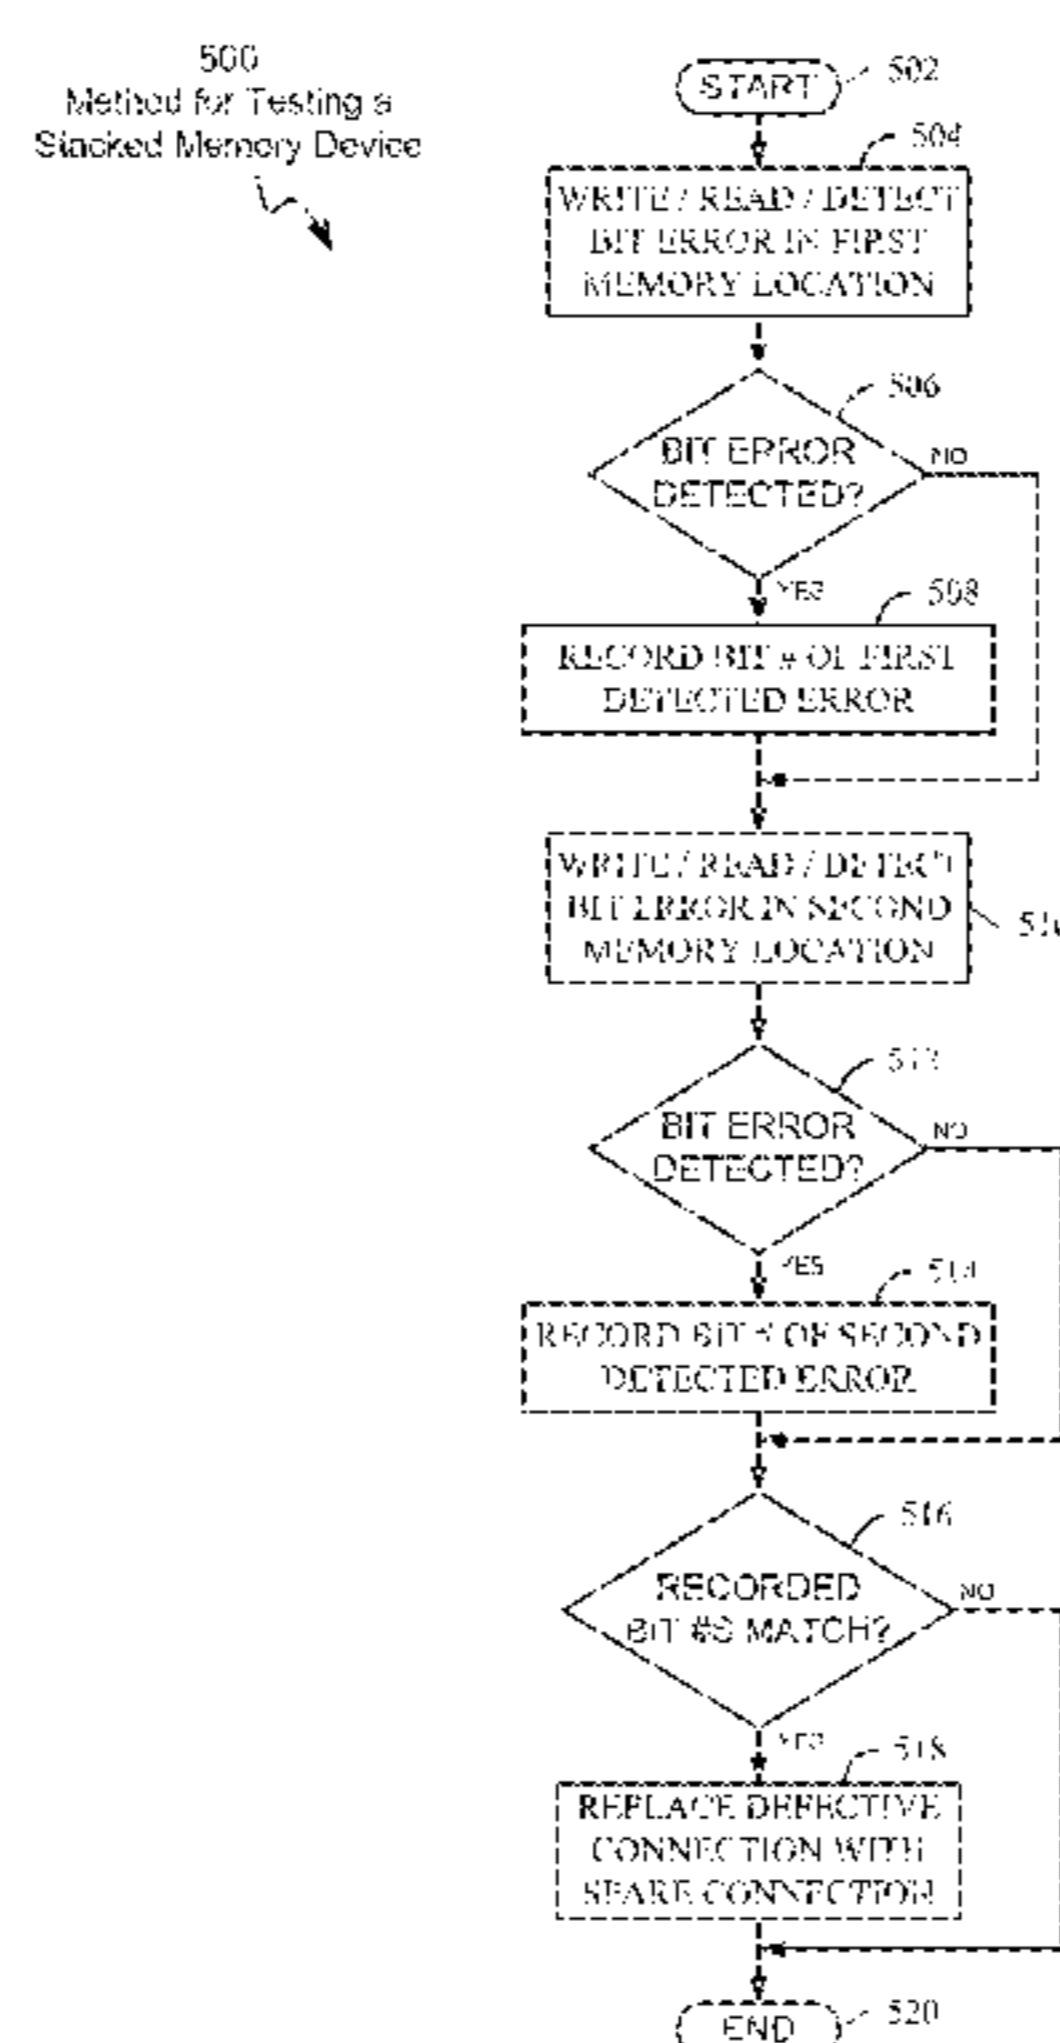 500
Method for Testing a
Stacked Memory Device
START
502
504
WRITE / READ / DETECT
BIT ERROR IN FIRST
MEMORY LOCATION
506
BIT ERROR
DETECTED?
NO
YES
508
RECORD BIT # OF FIRST
DETECTED ERROR
WRITE / READ / DETECT
BIT ERROR IN SECOND
MEMORY LOCATION
512
BIT ERROR
DETECTED?
NO
YES
514
RECORD BIT # OF SECOND
DETECTED ERROR
516
RECORDED
BIT #S MATCH?
NO
YES
518
REPLACE DEFECTIVE
CONNECTION WITH
SPARE CONNECTION
END
520